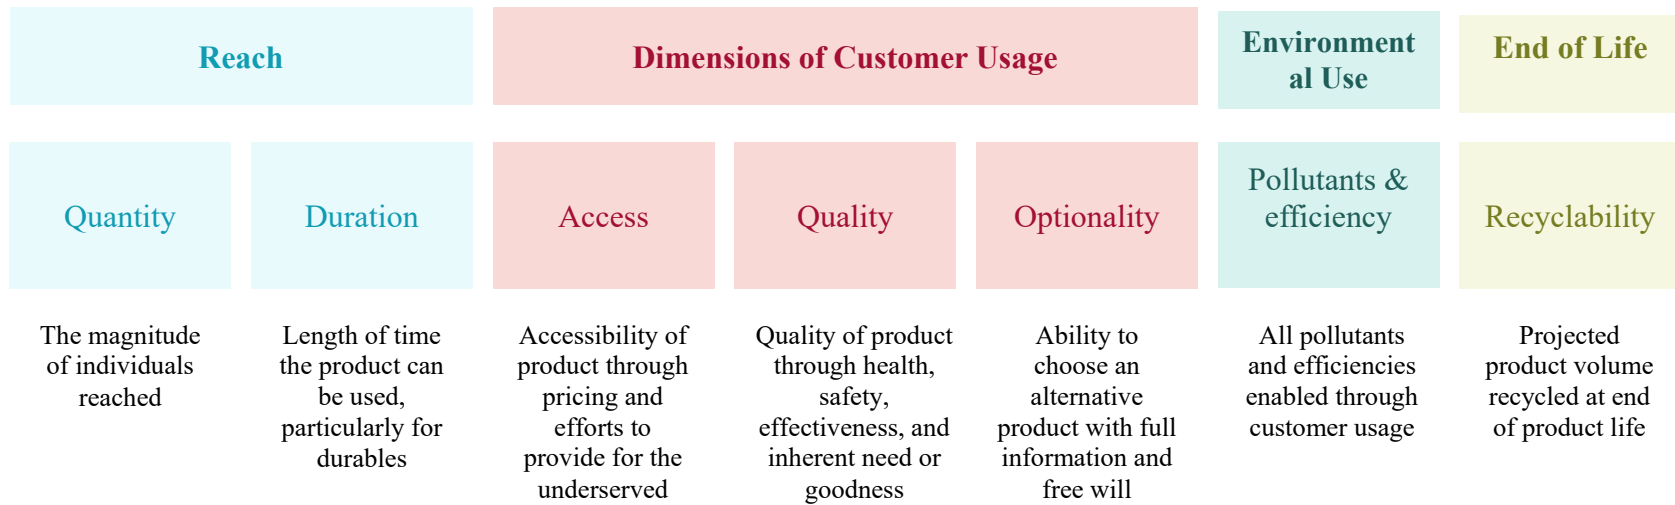 Reach
Dimensions of Customer Usage
Environment
al Use
End of Life
Quantity
Duration
Access
Quality
Optionality
Pollutants &
efficiency
Recyclability
The magnitude
of individuals
reached
Length of time
the product can
be used,
particularly for
durables
Accessibility of
product through
pricing and
efforts to
provide for the
underserved
Quality of product
through health,
safety,
effectiveness, and
inherent need or
goodness
Ability to
choose an
alternative
product with full
information and
free will
All pollutants
and efficiencies
enabled through
customer usage
Projected
product volume
recycled at end
of product life